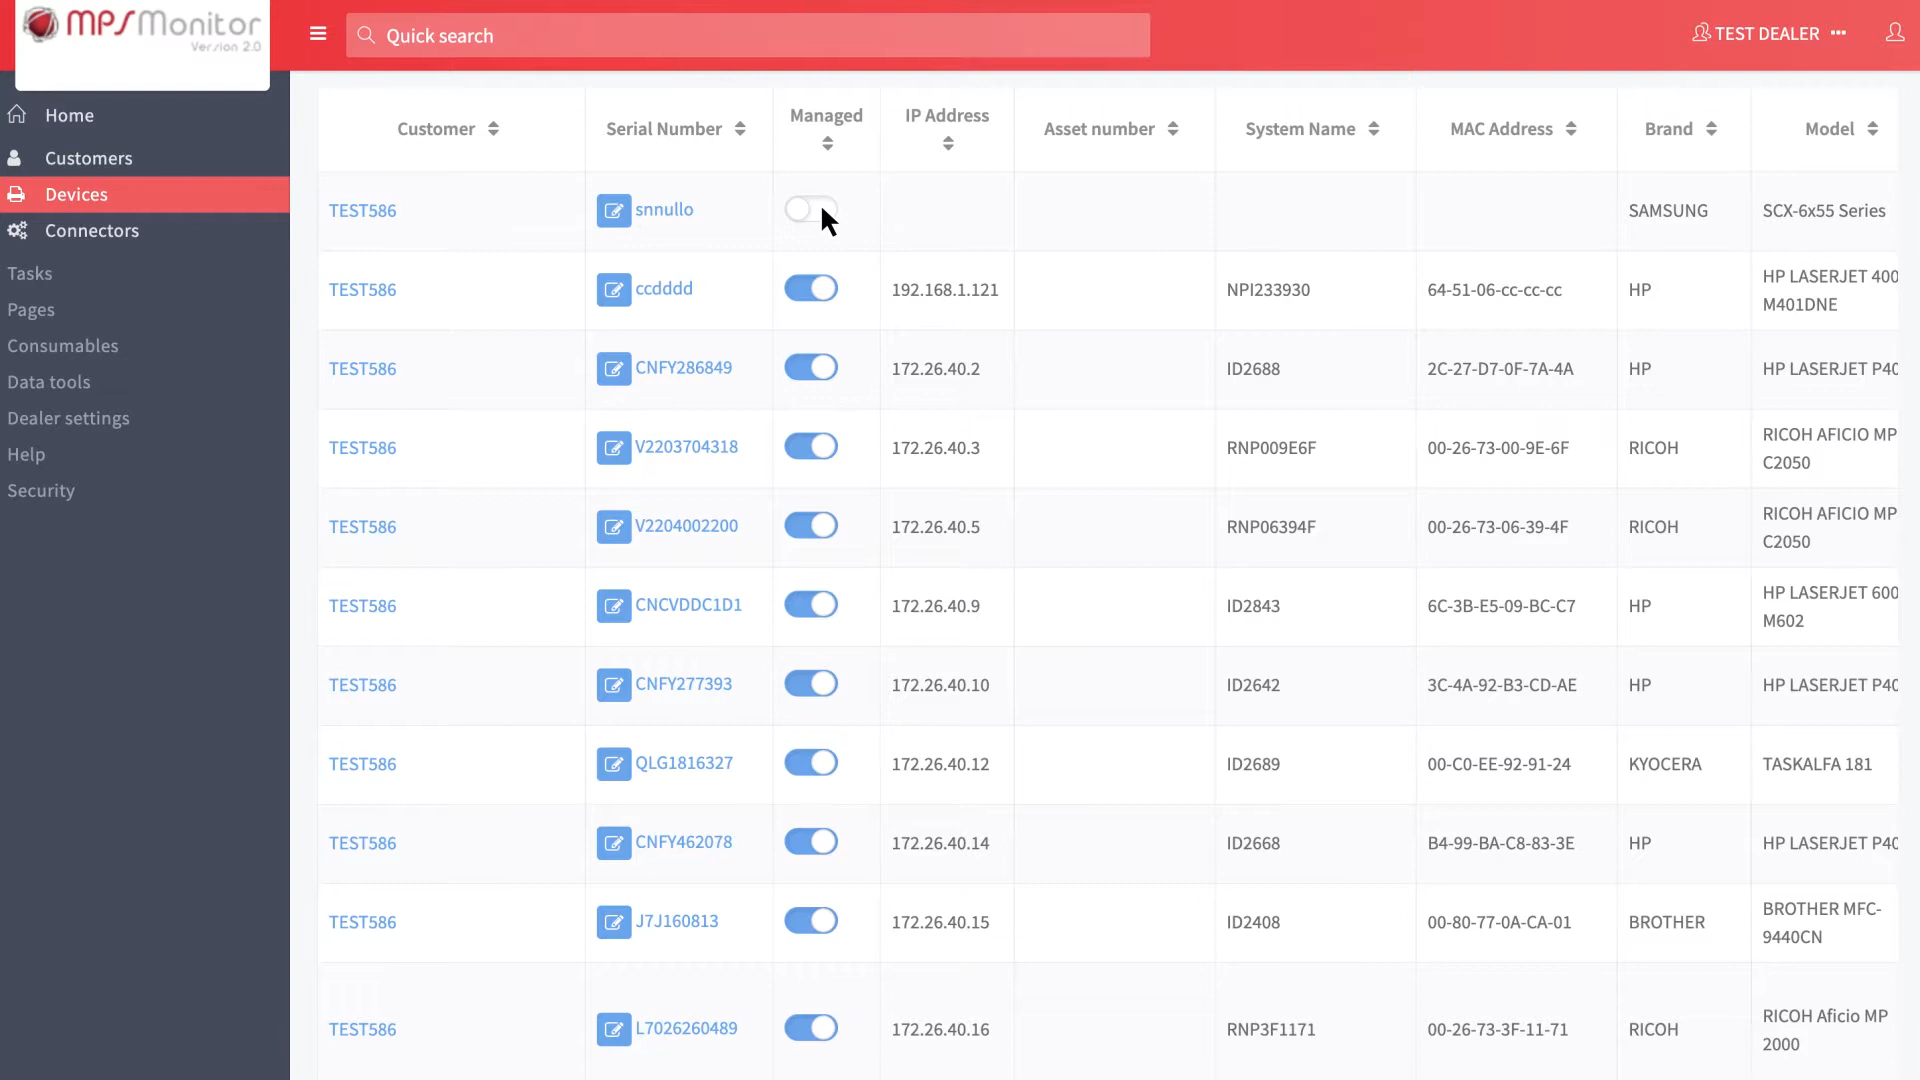 MPSMonitor
Version 2.0
Quick search
TEST DEALER
Home
Customers
Devices
Connectors
Tasks
Pages
Consumables
Data tools
Dealer settings
Help
Security
Customer Serial Number Managed IP Address Asset number System Name MAC Address Brand Model
TEST586 snnullo SAMSUNG SCX-6x55 Series
TEST586 ccdddd 192.168.1.121 NPI233930 64-51-06-cc-cc-cc HP HP LASERJET 400
M401DNE
TEST586 CNFY286849 172.26.40.2 ID2688 2C-27-D7-0F-7A-4A HP HP LASERJET P40
TEST586 V2203704318 172.26.40.3 RNP009E6F 00-26-73-00-9E-6F RICOH RICOH AFICIO MP
C2050
TEST586 V2204002200 172.26.40.5 RNP06394F 00-26-73-06-39-4F RICOH RICOH AFICIO MP
C2050
TEST586 CNCVDDC1D1 172.26.40.9 ID2843 6C-3B-E5-09-BC-C7 HP HP LASERJET 600
M602
TEST586 CNFY277393 172.26.40.10 ID2642 3C-4A-92-B3-CD-AE HP HP LASERJET P40
TEST586 QLG1816327 172.26.40.12 ID2689 00-C0-EE-92-91-24 KYOCERA TASKALFA 181
TEST586 CNFY462078 172.26.40.14 ID2668 B4-99-BA-C8-83-3E HP HP LASERJET P40
TEST586 J7J160813 172.26.40.15 ID2408 00-80-77-0A-CA-01 BROTHER BROTHER MFC-
9440CN
TEST586 L7026260489 172.26.40.16 RNP3F1171 00-26-73-3F-11-71 RICOH RICOH Aficio MP
2000